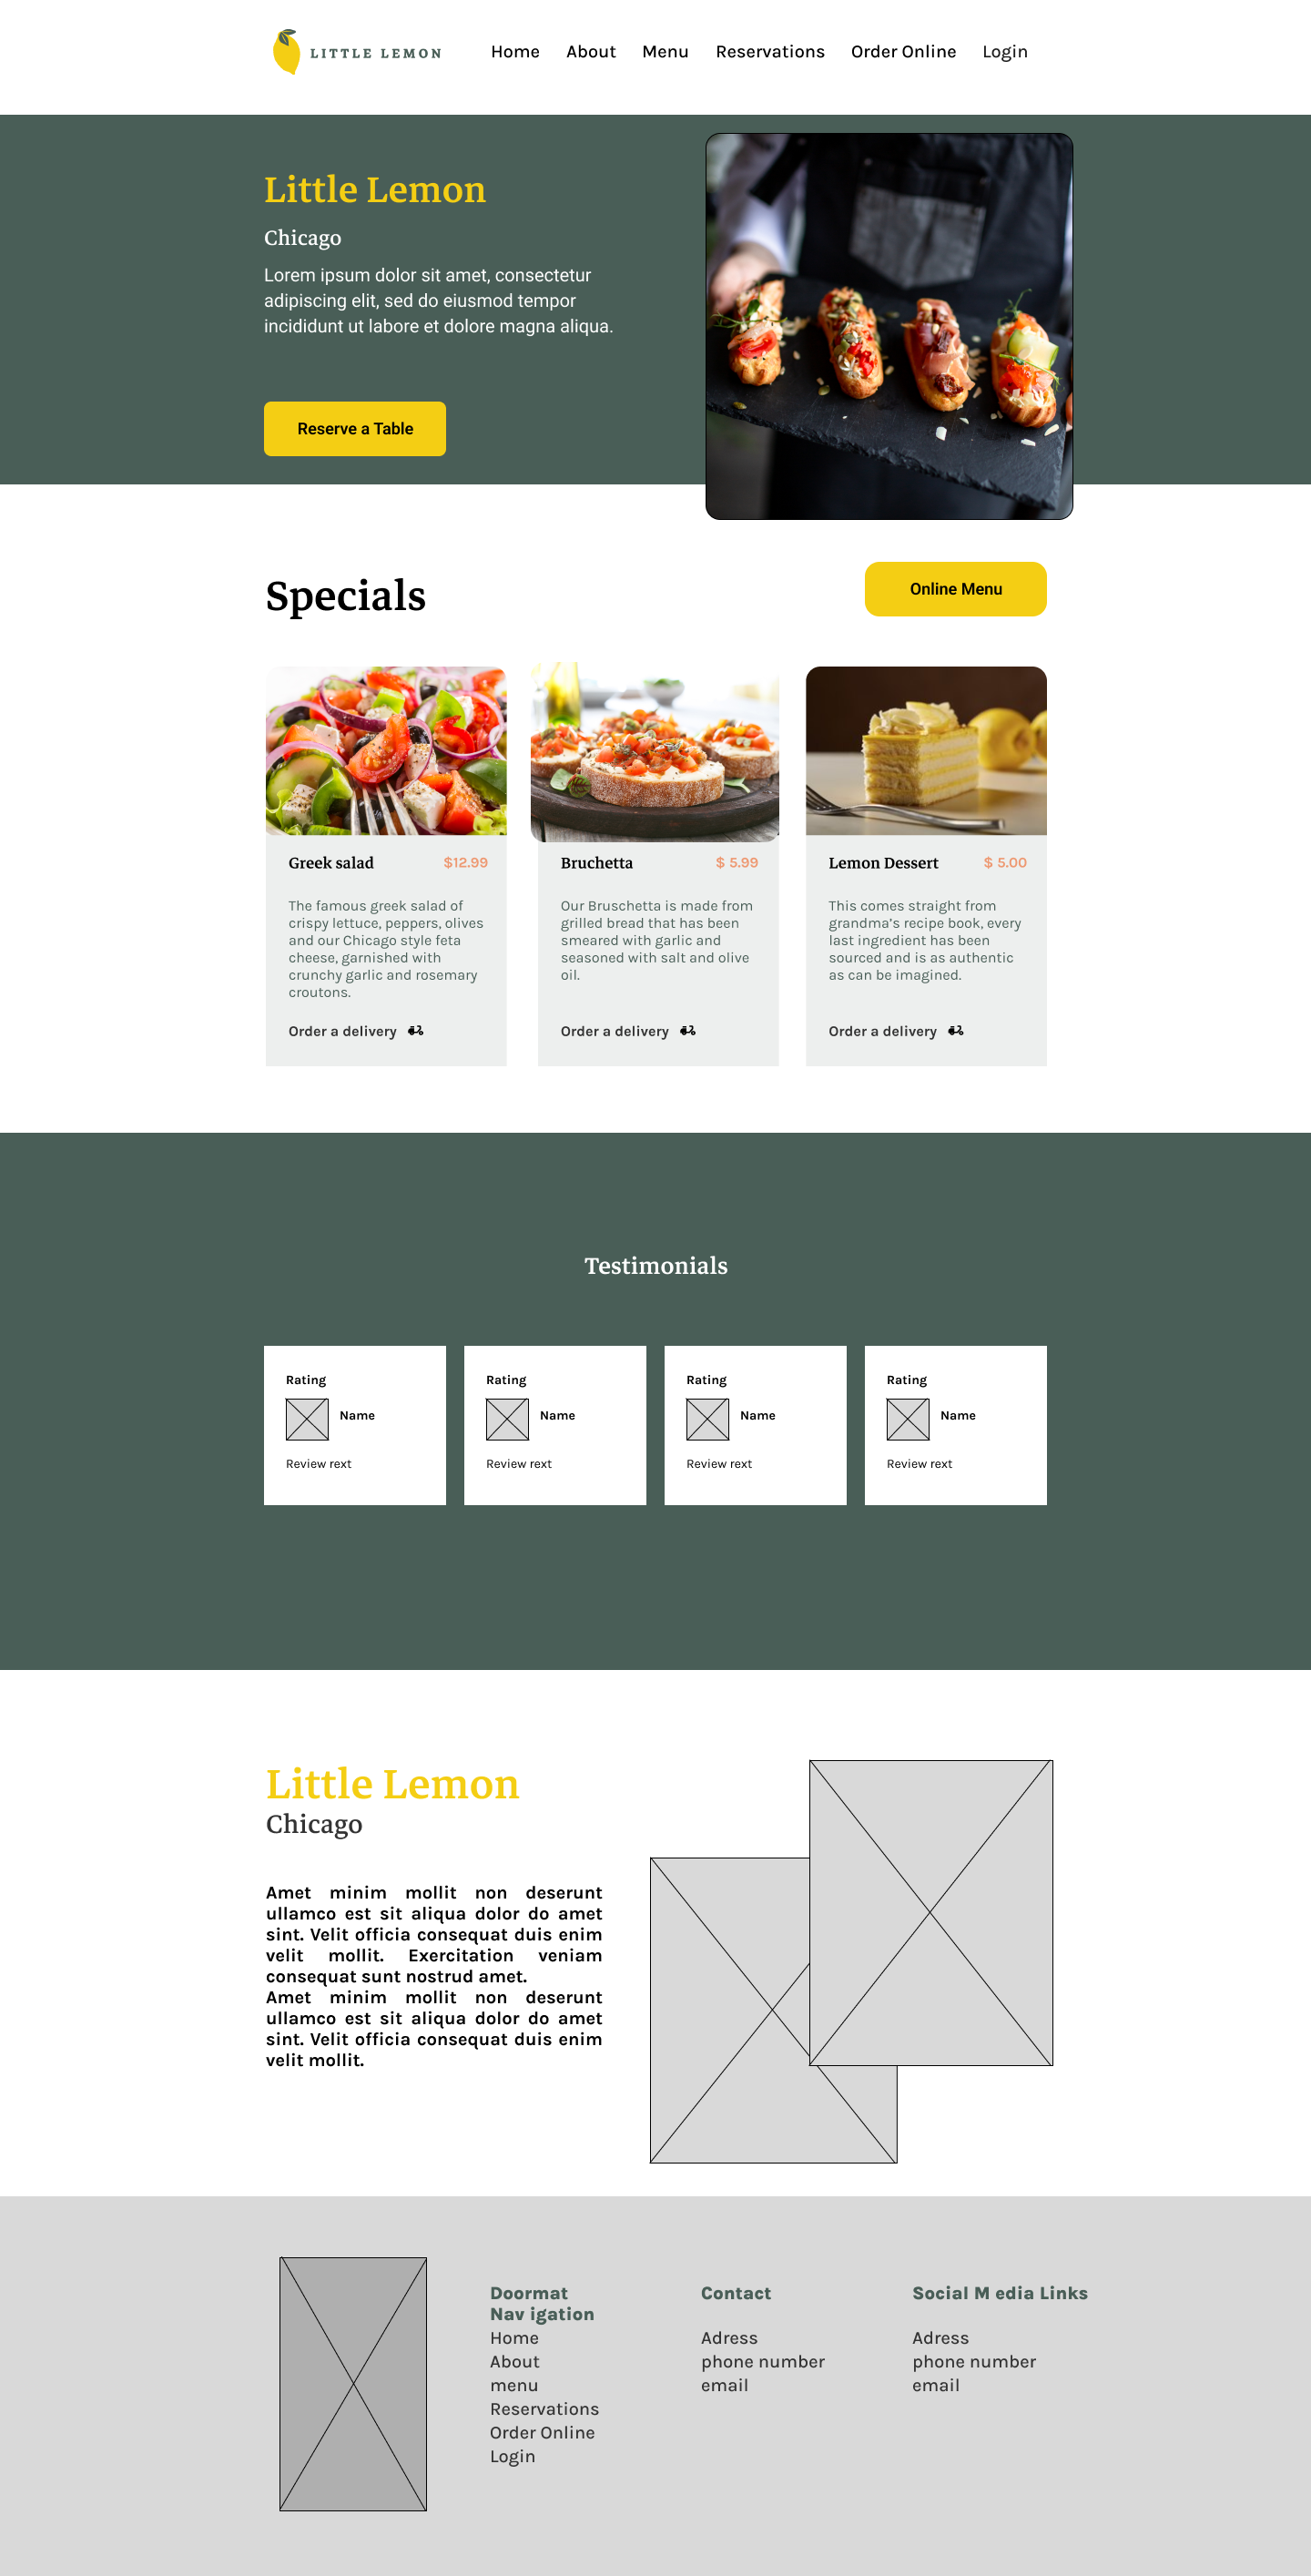 LITTLE LEMON
Home About Menu Reservations Order Online Login
Little Lemon
Chicago
Lorem ipsum dolor sit amet, consectetur
adipiscing elit, sed do eiusmod tempor
incididunt ut labore et dolore magna aliqua.
Reserve a Table
Specials
Online Menu
Greek salad $12.99
The famous greek salad of
crispy lettuce, peppers, olives
and our Chicago style feta
cheese, garnished with
crunchy garlic and rosemary
croutons.
Order a delivery
Bruchetta $ 5.99
Our Bruschetta is made from
grilled bread that has been
smeared with garlic and
seasoned with salt and olive
oil.
Order a delivery
Lemon Dessert $ 5.00
This comes straight from
grandma's recipe book, every
last ingredient has been
sourced and is as authentic
as can be imagined.
Order a delivery
Testimonials
Rating
Name
Review rext
Rating
Name
Review rext
Rating
Name
Review rext
Rating
Name
Review rext
Little Lemon
Chicago
Amet minim mollit non deserunt
ullamco est sit aliqua dolor do amet
sint. Velit officia consequat duis enim
velit mollit. Exercitation veniam
consequat sunt nostrud amet.
Amet minim mollit non deserunt
ullamco est sit aliqua dolor do amet
sint. Velit officia consequat duis enim
velit mollit.
Doormat
Nav igation
Home
About
menu
Reservations
Order Online
Login
Contact
Adress
phone number
email
Social M edia Links
Adress
phone number
email